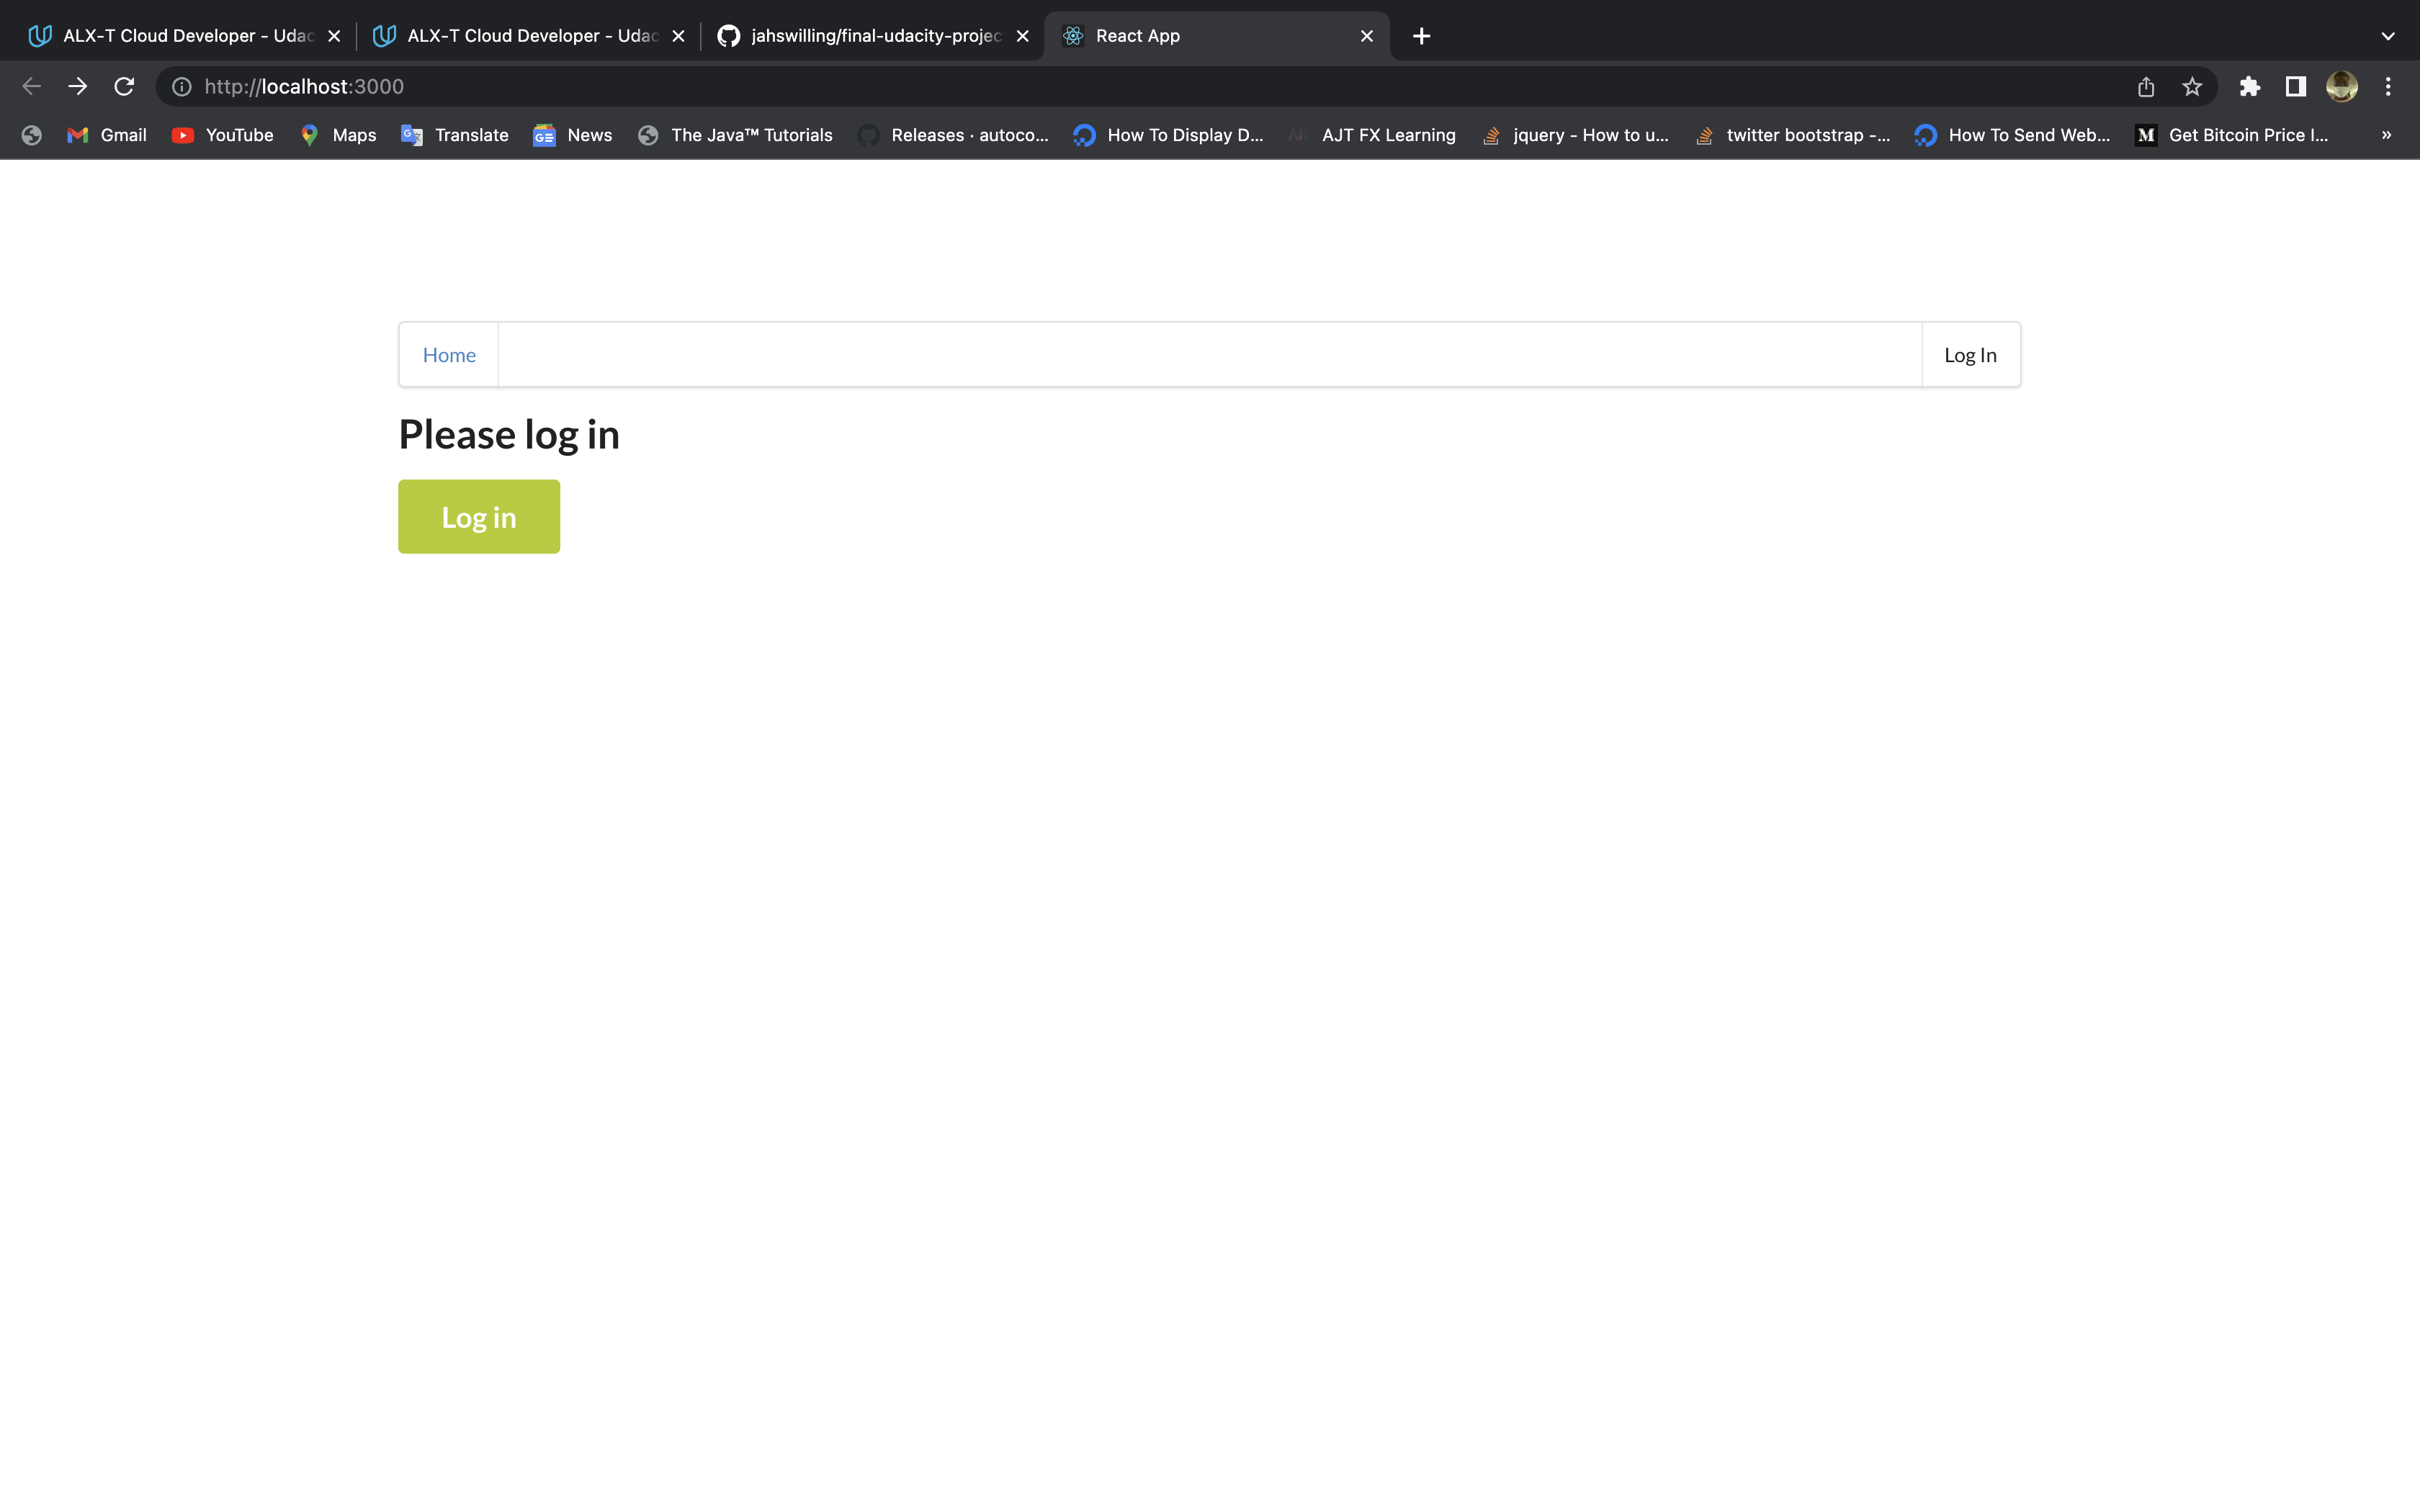 ALX-T Cloud Developer - Udac
ALX-T Cloud Developer - Udac
jahswilling/final-udacity-projec
React App
http://localhost:3000
Gmail
YouTube
Maps
Translate
News
The Java™ Tutorials
Releases · autoco...
How To Display D...
AJT FX Learning
jquery - How to u...
twitter bootstrap -...
How To Send Web...
Get Bitcoin Price I...
»
Home
Log In
Please log in
Log in